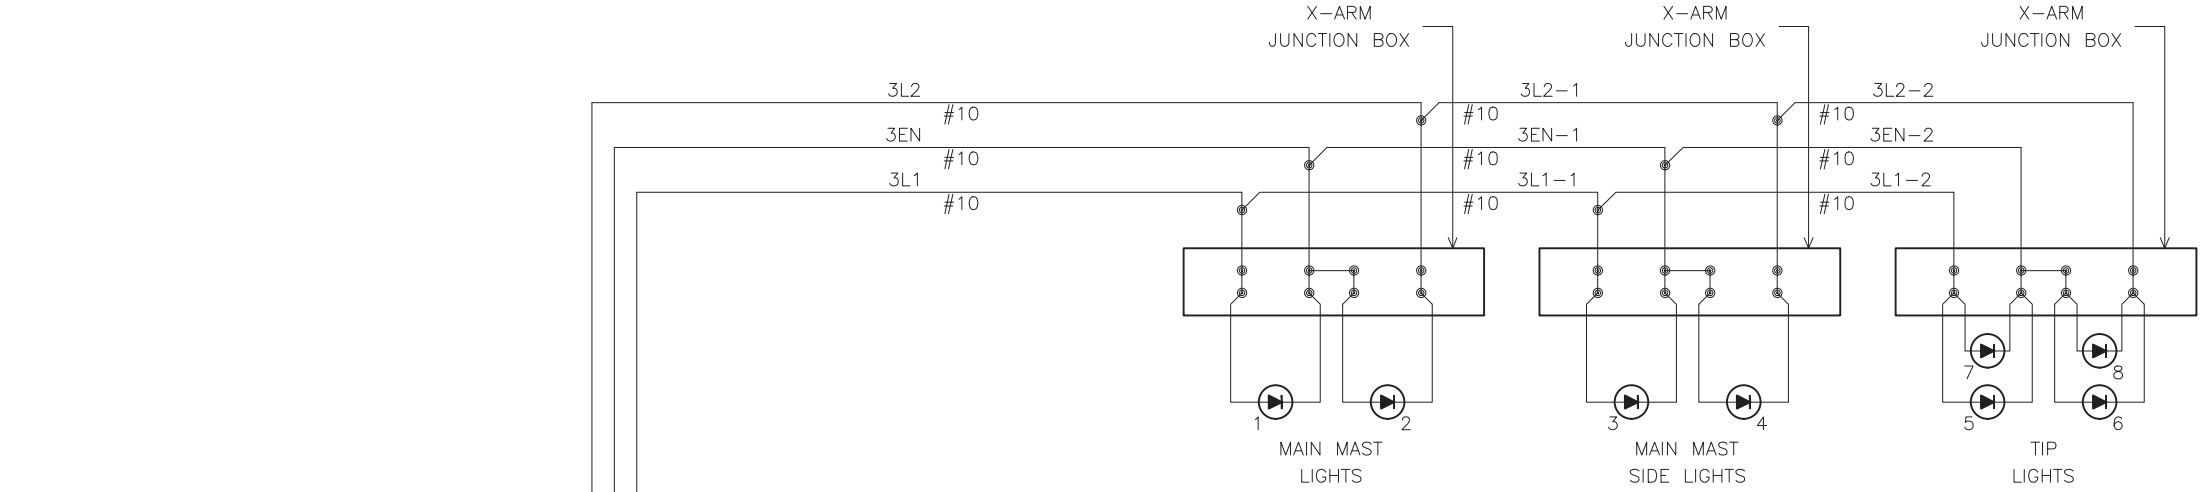 X-ARM
JUNCTION BOX
X-ARM
JUNCTION BOX
X-ARM
JUNCTION BOX
3L2
#10
3L2-1
#10
3L2-2
#10
3EN
#10
3EN-1
#10
3EN-2
#10
3L1
#10
3L1-1
#10
3L1-2
#10
7
8
1
2
3
4
5
6
MAIN MAST
LIGHTS
MAIN MAST
SIDE LIGHTS
TIP
LIGHTS